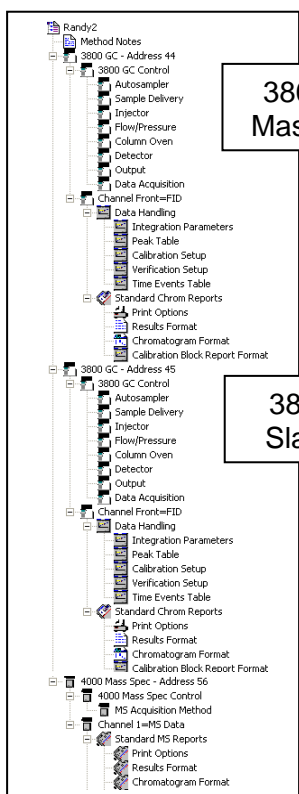 Randy2
Method Notes
3800 GC - Address 44
3800 GC Control
Autosampler
Sample Delivery
Injector
Flow/Pressure
Column Oven
Detector
Output
Data Acquisition
Channel Front=FID
Data Handling
Integration Parameters
Peak Table
Calibration Setup
Verification Setup
Time Events Table
Standard Chrom Reports
Print Options
Results Format
Chromatogram Format
Calibration Block Report Format
3800 GC - Address 45
3800 GC Control
Autosampler
Sample Delivery
Injector
Flow/Pressure
Column Oven
Detector
Output
Data Acquisition
Channel Front=FID
Data Handling
Integration Parameters
Peak Table
Calibration Setup
Verification Setup
Time Events Table
Standard Chrom Reports
Print Options
Results Format
Chromatogram Format
Calibration Block Report Format
4000 Mass Spec - Address 56
4000 Mass Spec Control
MS Acquisition Method
Channel 1=MS Data
Standard MS Reports
Print Options
Results Format
Chromatogram Format